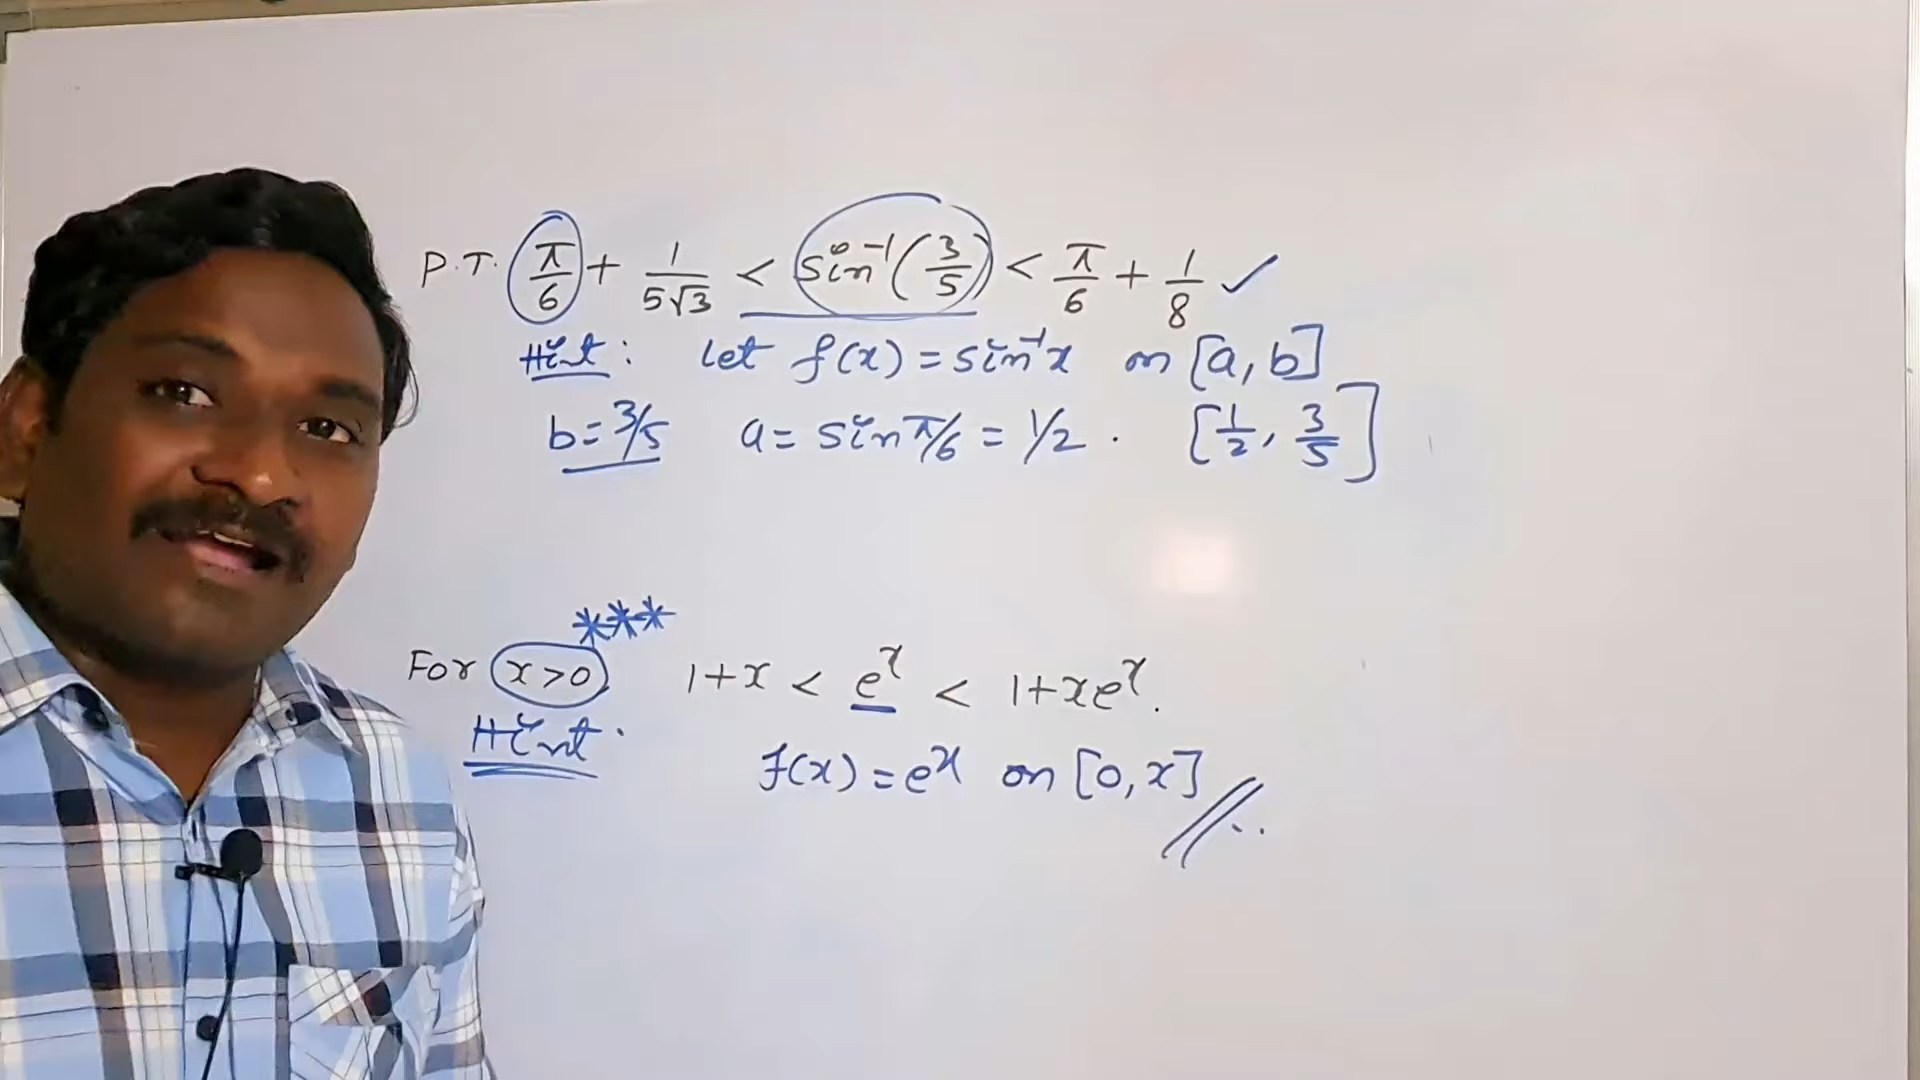 P.T. π/6 + 1/5√3 < sin⁻¹(3/5) < π/6 + 1/8 ✓
Hint : Let f(x) = sin⁻¹x on [a, b]
b = 3/5 a = sin π/6 = 1/2 . [1/2, 3/5]
***
For x>0 1+x < eˣ < 1+xeˣ.
Hint . f(x) = eˣ on [0, x] //..